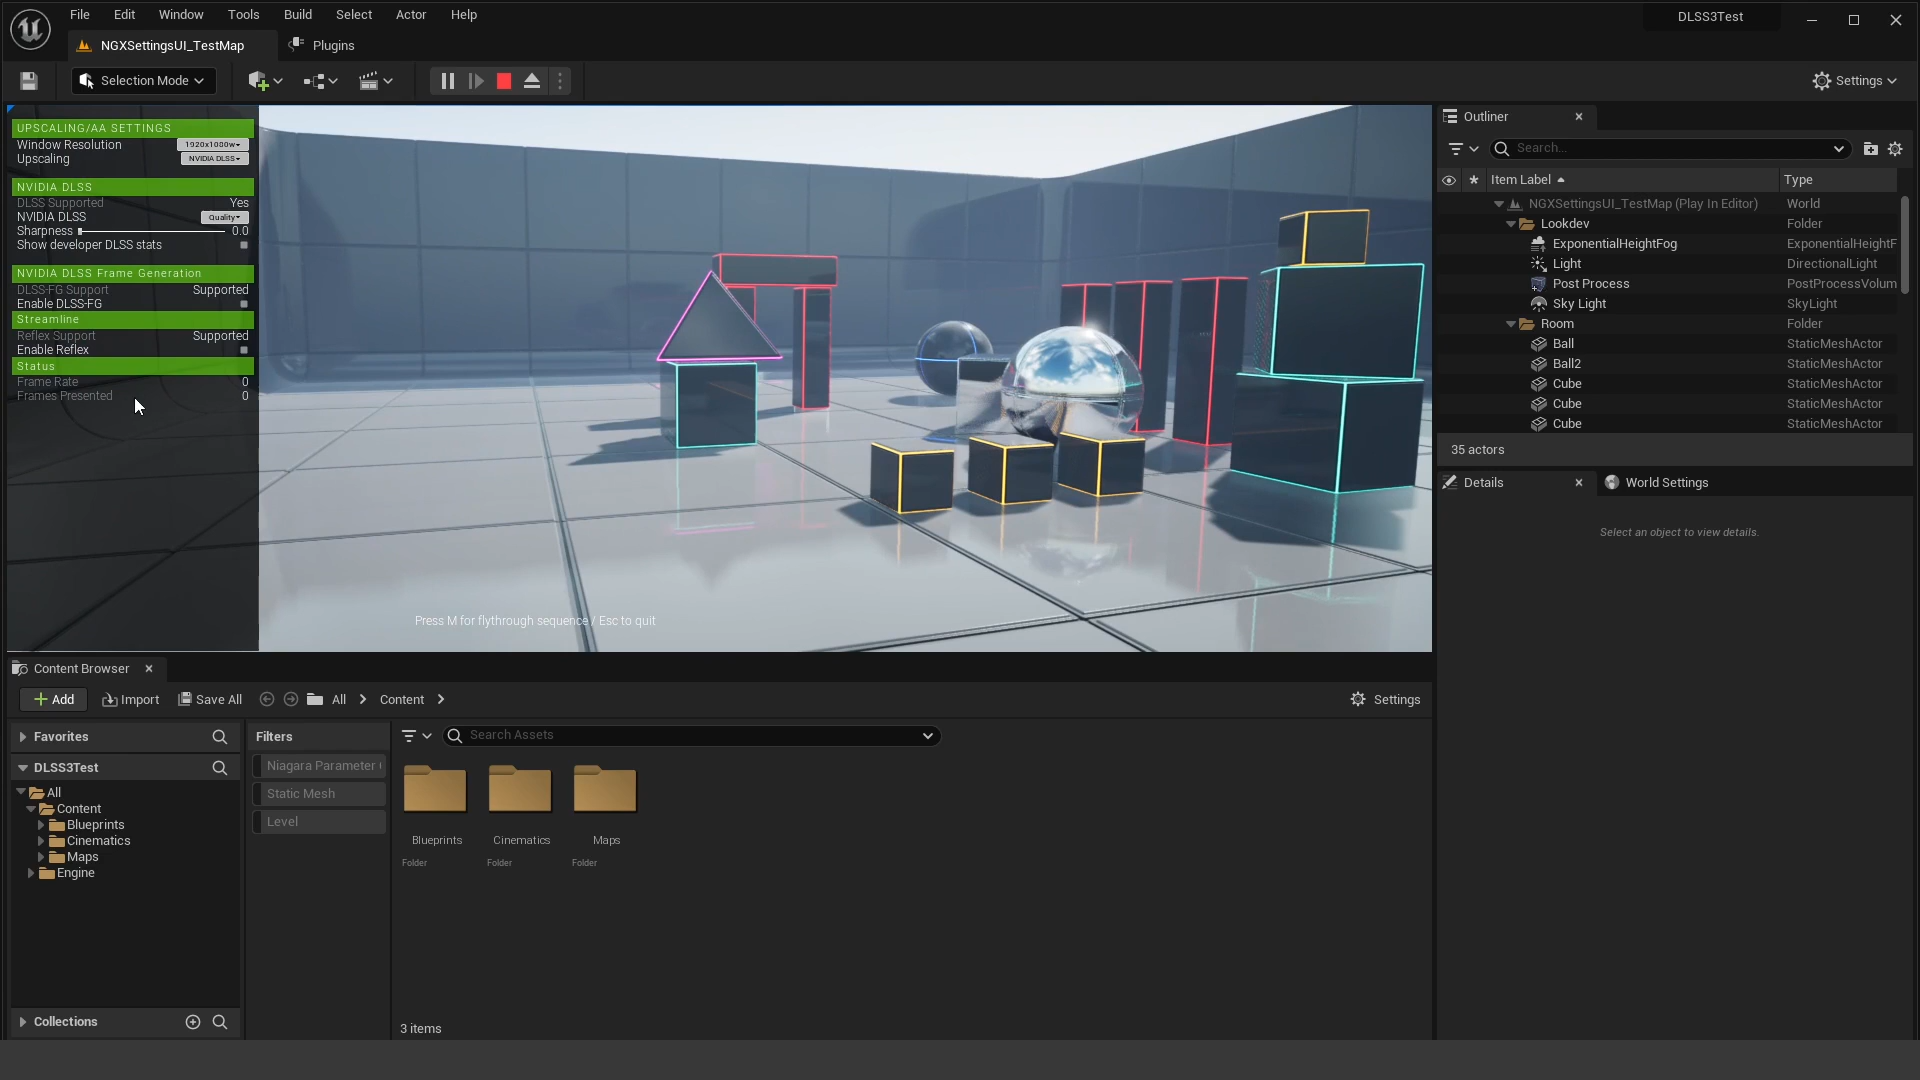 File Edit Window Tools Build Select Actor Help
DLSS3Test
NGXSettingsUI_TestMap
Plugins
Selection Mode
Settings
UPSCALING/AA SETTINGS
Window Resolution 1920x1080w
Upscaling NVIDIA DLSS
NVIDIA DLSS
DLSS Supported Yes
NVIDIA DLSS Quality
Sharpness 0.0
Show developer DLSS stats
NVIDIA DLSS Frame Generation
DLSS-FG Support Supported
Enable DLSS-FG
Streamline
Reflex Support Supported
Enable Reflex
Status
Frame Rate 0
Frames Presented 0
Press M for flythrough sequence / Esc to quit
Outliner
Search...
Item Label Type
NGXSettingsUI_TestMap (Play In Editor) World
Lookdev Folder
ExponentialHeightFog ExponentialHeightF
Light DirectionalLight
Post Process PostProcessVolum
Sky Light SkyLight
Room Folder
Ball StaticMeshActor
Ball2 StaticMeshActor
Cube StaticMeshActor
Cube StaticMeshActor
Cube StaticMeshActor
35 actors
Details
World Settings
Select an object to view details.
Content Browser
Add Import Save All All Content Settings
Favorites
DLSS3Test
All
Content
Blueprints
Cinematics
Maps
Engine
Collections
Filters
Niagara Parameter
Static Mesh
Level
Search Assets
Blueprints Cinematics Maps
Folder Folder Folder
3 items